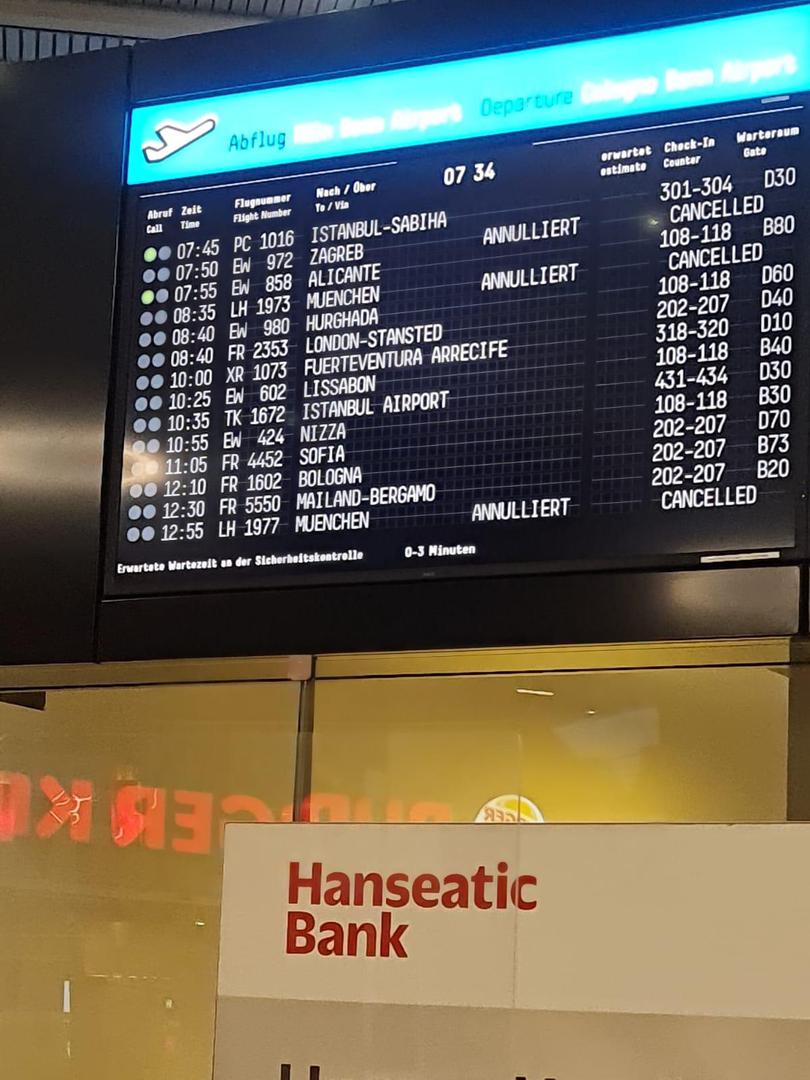 Abflug Köln Bonn Airport Departure Cologne Bonn Airport
07 34
Abruf Zeit Flugnummer Nach / Über erwartet Check-In Warteraum
Call Time Flight Number To / Via estimate Counter Gate
07:45 PC 1016 ISTANBUL-SABIHA 301-304 D30
07:50 EW 972 ZAGREB ANNULLIERT CANCELLED
07:55 EW 858 ALICANTE 108-118 B80
08:35 LH 1973 MUENCHEN ANNULLIERT CANCELLED
08:40 EW 980 HURGHADA 108-118 D60
08:40 FR 2353 LONDON-STANSTED 202-207 D40
10:00 XR 1073 FUERTEVENTURA ARRECIFE 318-320 D10
10:25 EW 602 LISSABON 108-118 B40
10:35 TK 1672 ISTANBUL AIRPORT 431-434 D30
10:55 EW 424 NIZZA 108-118 B30
11:05 FR 4452 SOFIA 202-207 D70
12:10 FR 1602 BOLOGNA 202-207 B73
12:30 FR 5550 MAILAND-BERGAMO 202-207 B20
12:55 LH 1977 MUENCHEN ANNULLIERT CANCELLED
Erwartete Wartezeit an der Sicherheitskontrolle 0-3 Minuten
Hanseatic
Bank